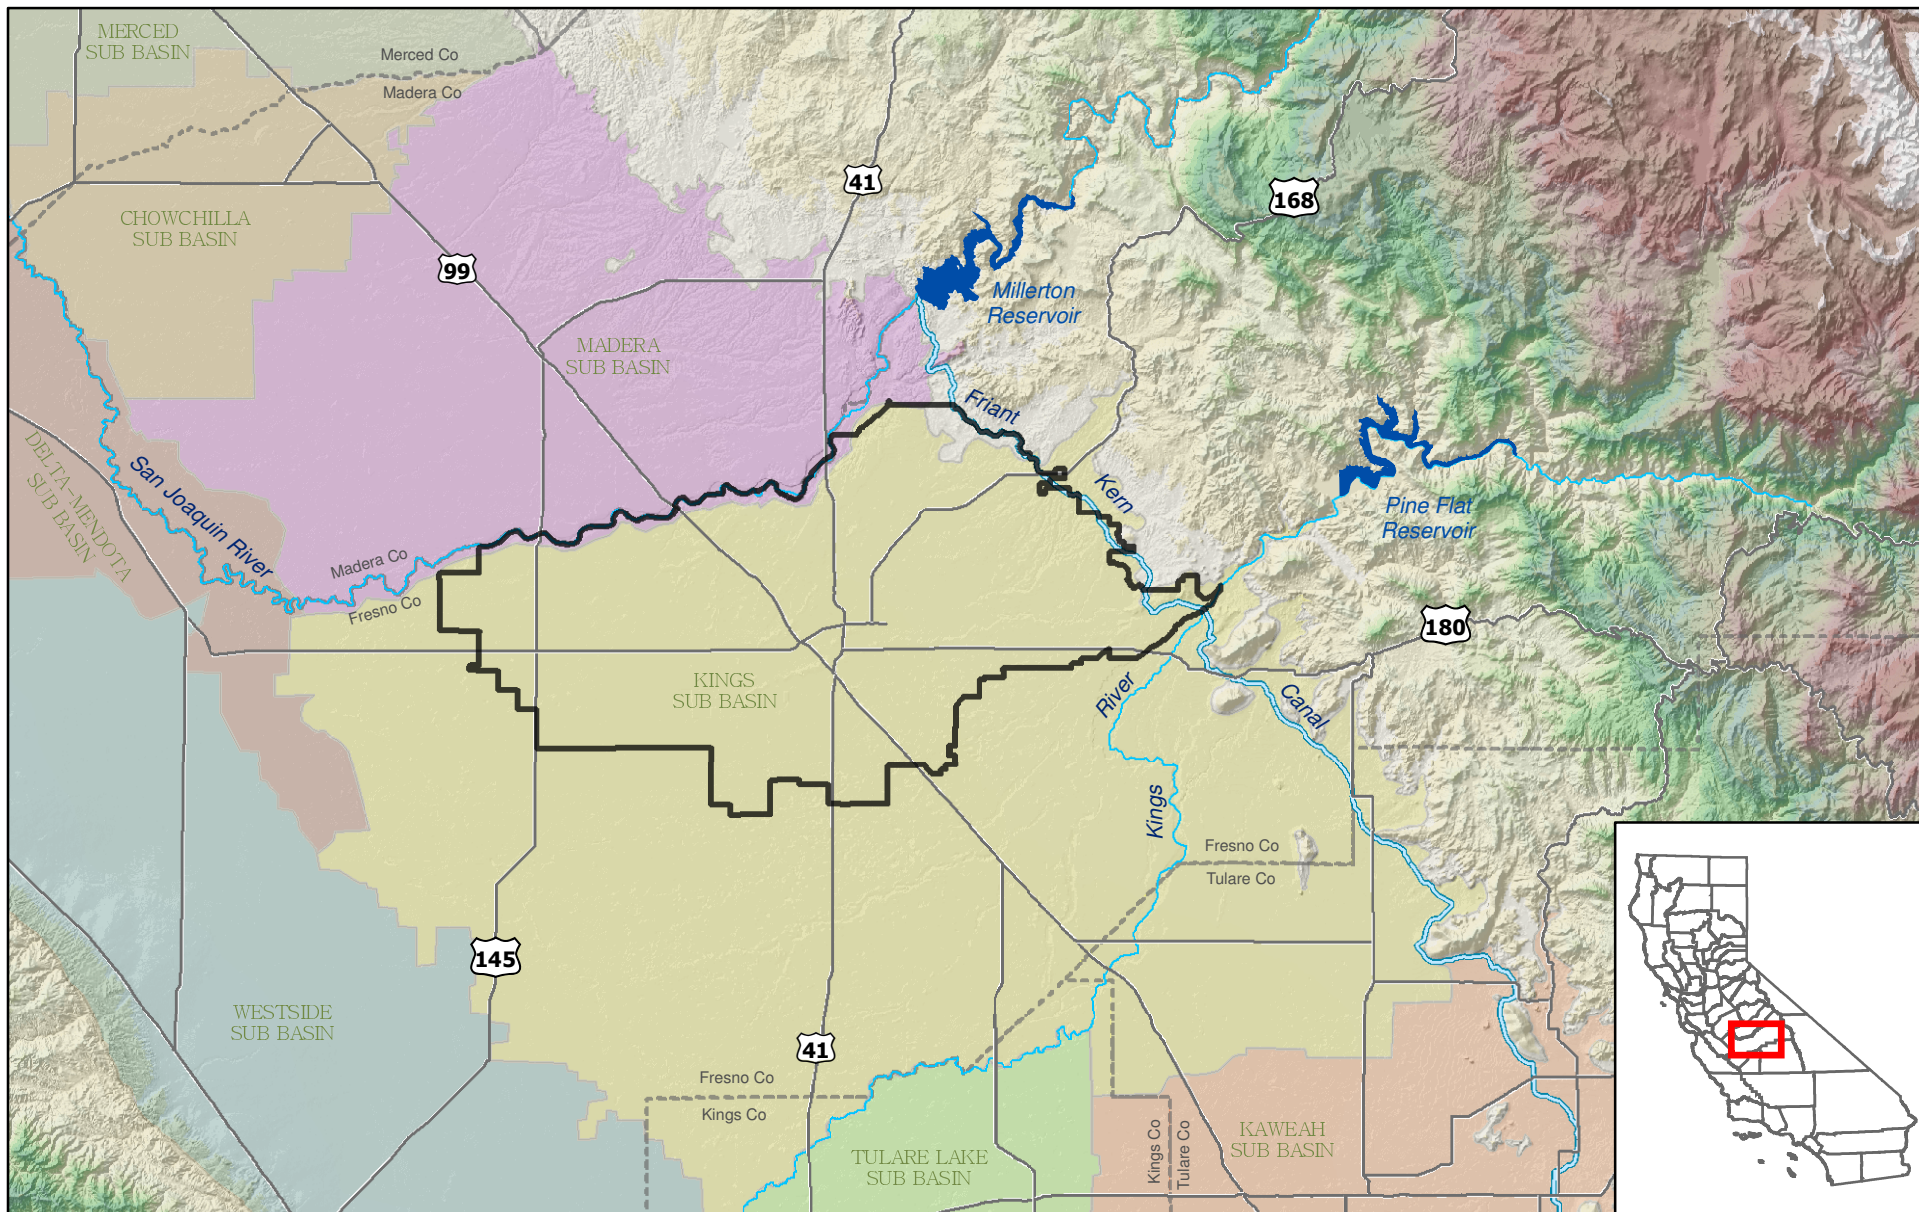 MERCED
SUB BASIN
Merced Co
Madera Co
41
168
CHOWCHILLA
SUB BASIN
99
Millerton
Reservoir
MADERA
SUB BASIN
Friant
DELTA-MENDOTA
SUB BASIN
San Joaquin River
Kern
Pine Flat
Reservoir
Madera Co
Fresno Co
180
KINGS
SUB BASIN
River
Canal
Kings
Fresno Co
Tulare Co
145
WESTSIDE
SUB BASIN
41
Fresno Co
Kings Co
TULARE LAKE
SUB BASIN
Kings Co
Tulare Co
KAWEAH
SUB BASIN